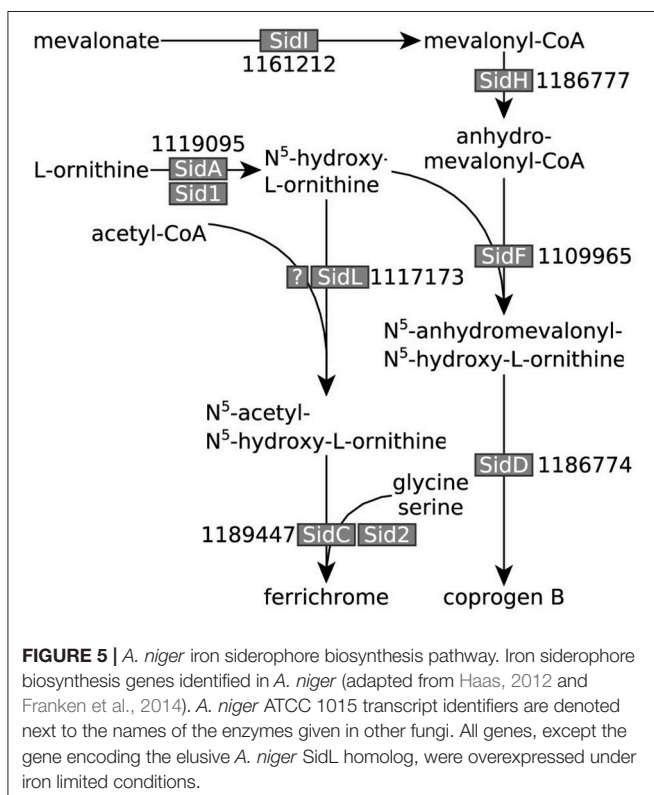 mevalonate SidI mevalonyl-CoA
1161212
SidH 1186777
anhydro-
mevalonyl-CoA
1119095
L-ornithine SidA N⁵-hydroxy-
L-ornithine
Sid1
acetyl-CoA
SidF 1109965
? SidL 1117173
N⁵-anhydromevalonyl-
N⁵-hydroxy-L-ornithine
N⁵-acetyl-
N⁵-hydroxy-L-ornithine
SidD 1186774
glycine
serine
1189447 SidC Sid2
ferrichrome coprogen B
FIGURE 5 | A. niger iron siderophore biosynthesis pathway. Iron siderophore
biosynthesis genes identified in A. niger (adapted from Haas, 2012 and
Franken et al., 2014). A. niger ATCC 1015 transcript identifiers are denoted
next to the names of the enzymes given in other fungi. All genes, except the
gene encoding the elusive A. niger SidL homolog, were overexpressed under
iron limited conditions.